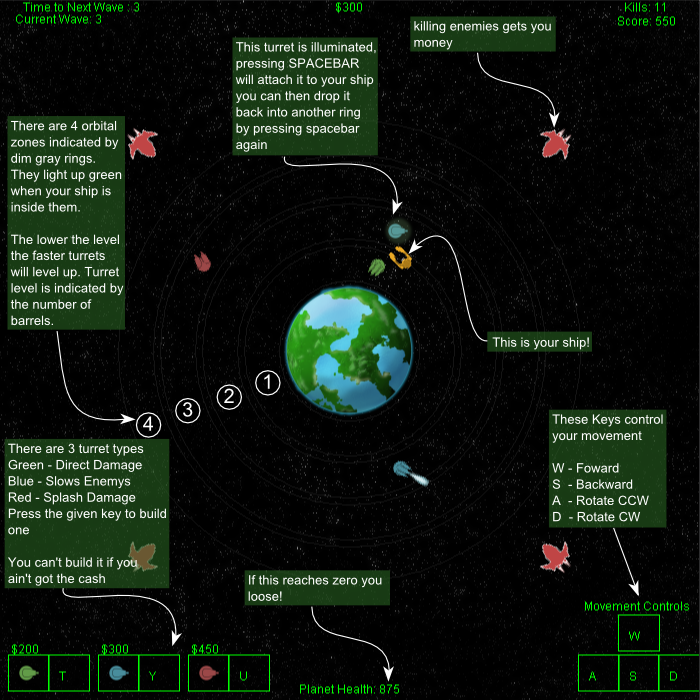 Time to Next Wave : 3
Current Wave: 3
$300
Kills: 11
Score: 550
killing enemies gets you
money
This turret is illuminated,
pressing SPACEBAR
will attach it to your ship
you can then drop it
back into another ring
by pressing spacebar
again
There are 4 orbital
zones indicated by
dim gray rings.
They light up green
when your ship is
inside them.
The lower the level
the faster turrets
will level up. Turret
level is indicated by
the number of
barrels.
This is your ship!
1
2
3
4
There are 3 turret types
Green - Direct Damage
Blue - Slows Enemys
Red - Splash Damage
Press the given key to build
one
You can't build it if you
ain't got the cash
These Keys control
your movement
W - Foward
S - Backward
A - Rotate CCW
D - Rotate CW
If this reaches zero you
loose!
Movement Controls
W
A
S
D
$200
T
$300
Y
$450
U
Planet Health: 875